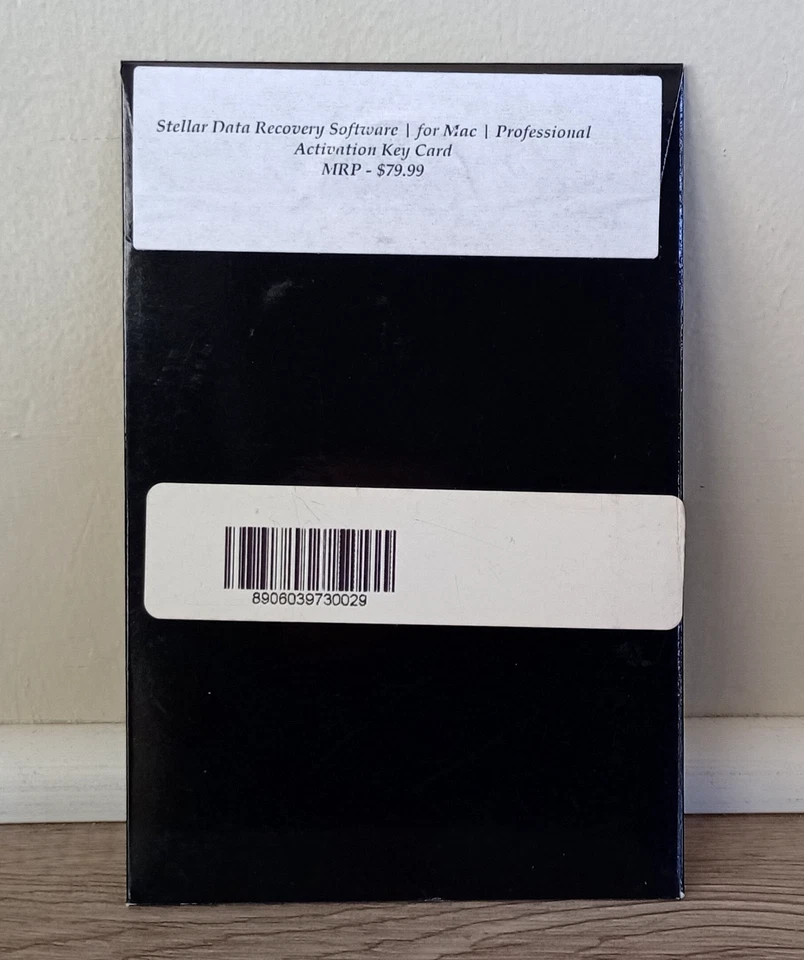 Stellar Data Recovery Software | for Mac | Professional
Activation Key Card
MRP - $79.99
8906039730029